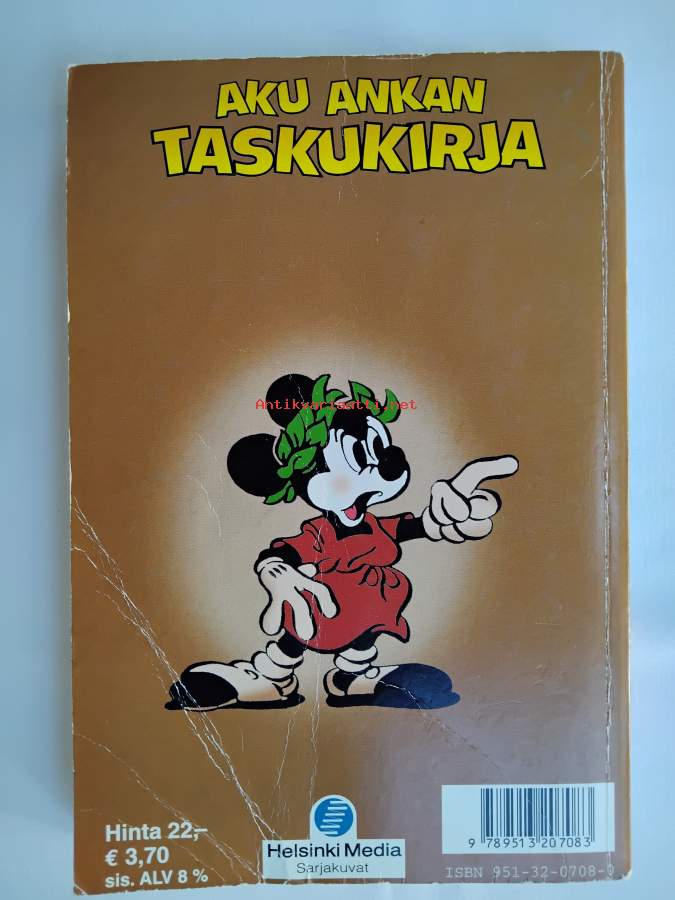 AKU ANKAN
TASKUKIRJA
Antikvariaatti.net
Hinta 22,–
€ 3,70
sis. ALV 8 %
Helsinki Media
Sarjakuvat
9 789513 207083
ISBN 951-32-0708-9